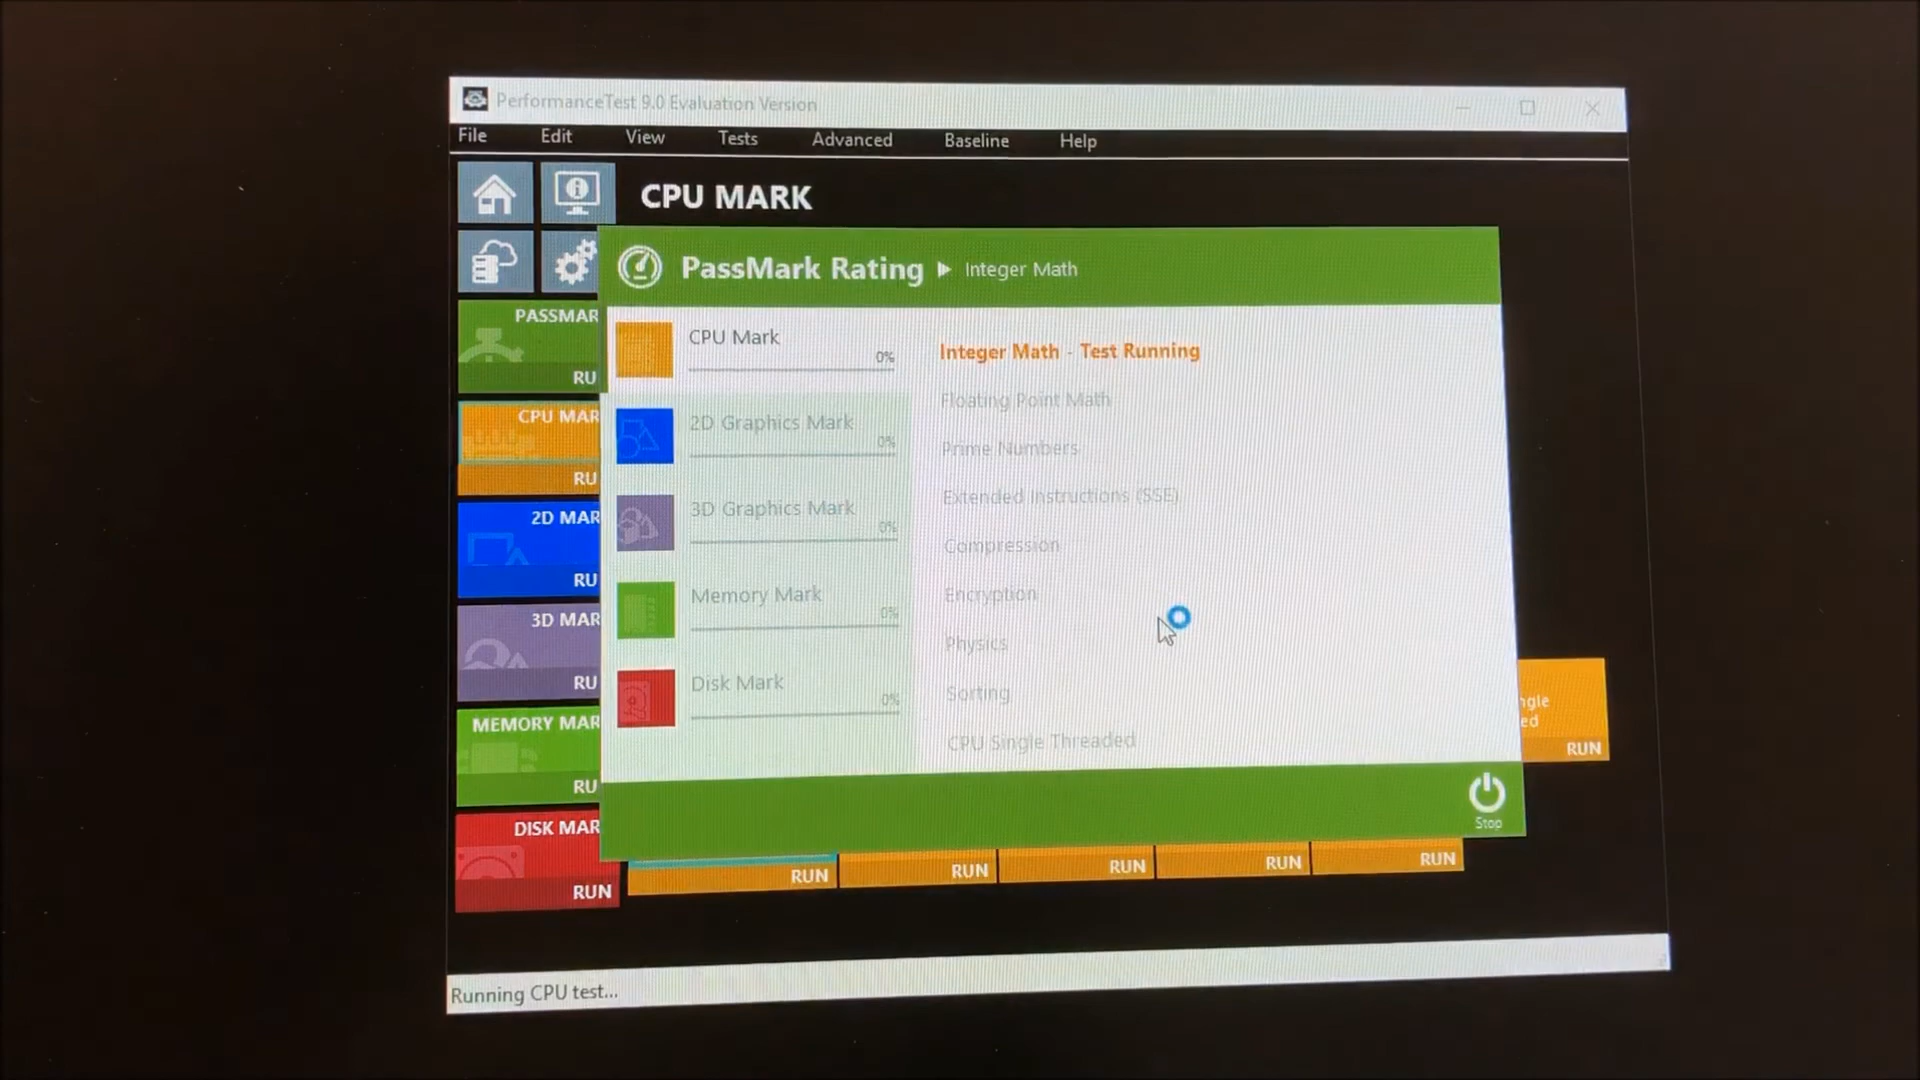 PerformanceTest 9.0 Evaluation Version
File Edit View Tests Advanced Baseline Help
CPU MARK
PassMark Rating ▶ Integer Math
PASSMAR
RU
CPU MAR
RU
2D MAR
RU
3D MAR
RU
MEMORY MAR
RU
DISK MAR
RUN
CPU Mark
0%
2D Graphics Mark
0%
3D Graphics Mark
0%
Memory Mark
0%
Disk Mark
0%
Integer Math - Test Running
Floating Point Math
Prime Numbers
Extended Instructions (SSE)
Compression
Encryption
Physics
Sorting
CPU Single Threaded
ngle
ed
RUN
Stop
RUN RUN RUN RUN RUN
Running CPU test...